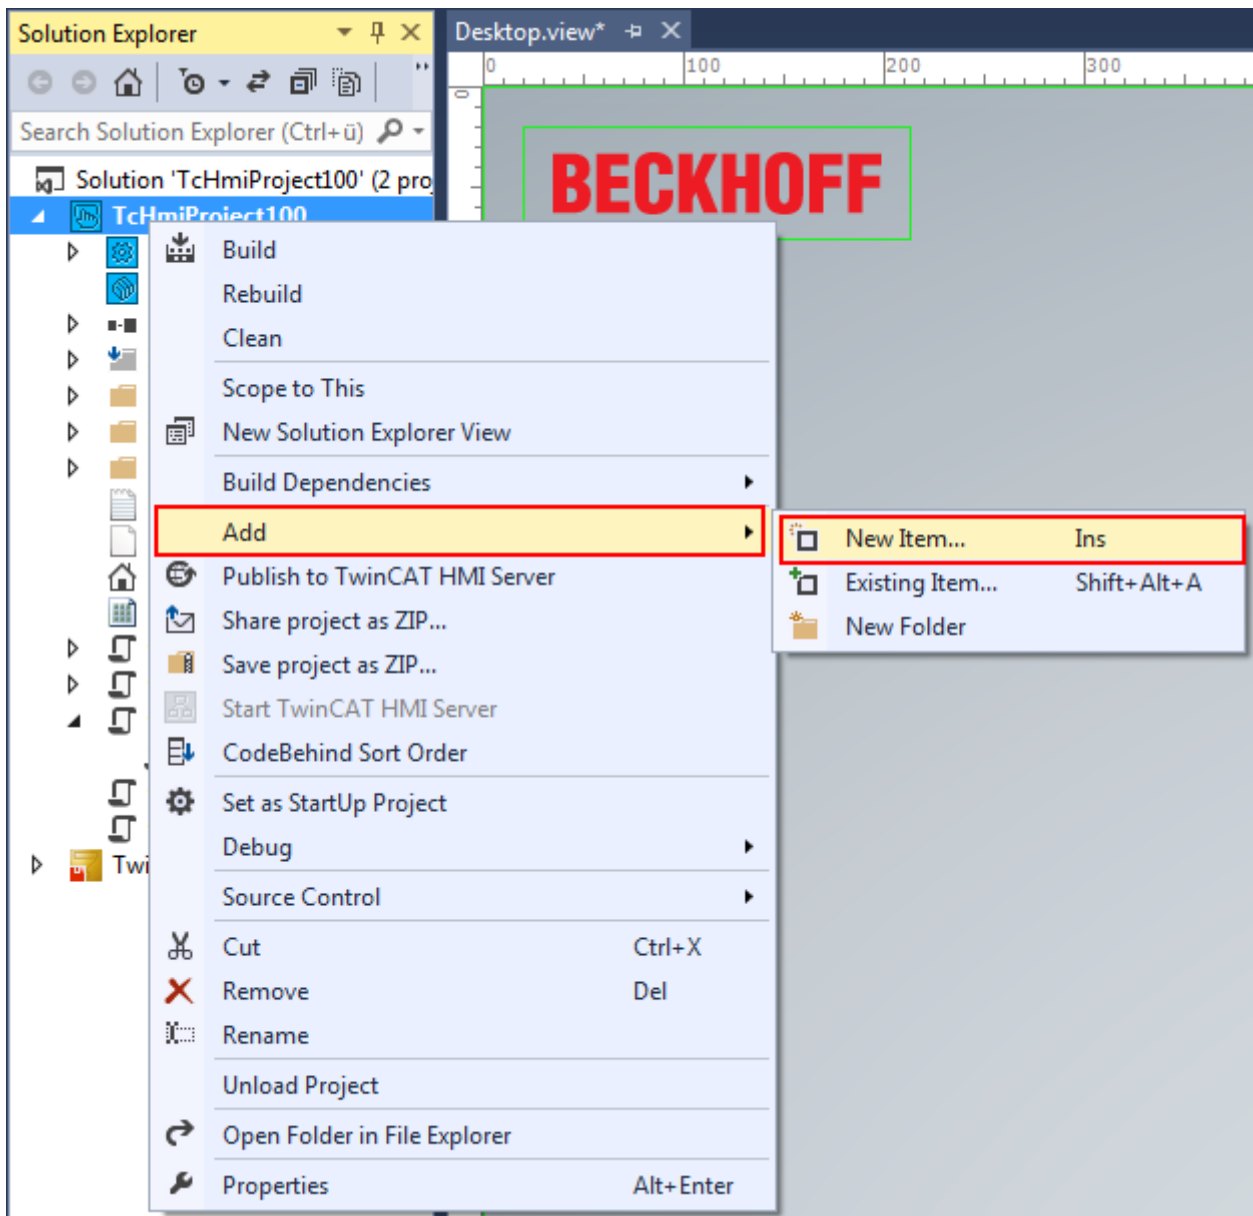 Solution Explorer
Desktop.view*
0 100 200 300
0
Search Solution Explorer (Ctrl+ü)
BECKHOFF
Solution 'TcHmiProject100' (2 pro
TcHmiProject100
Build
Rebuild
Clean
Scope to This
New Solution Explorer View
Build Dependencies
Add
New Item... Ins
Publish to TwinCAT HMI Server
Existing Item... Shift+Alt+A
Share project as ZIP...
New Folder
Save project as ZIP...
Start TwinCAT HMI Server
CodeBehind Sort Order
Set as StartUp Project
Debug
Twi
Source Control
Cut Ctrl+X
Remove Del
Rename
Unload Project
Open Folder in File Explorer
Properties Alt+Enter